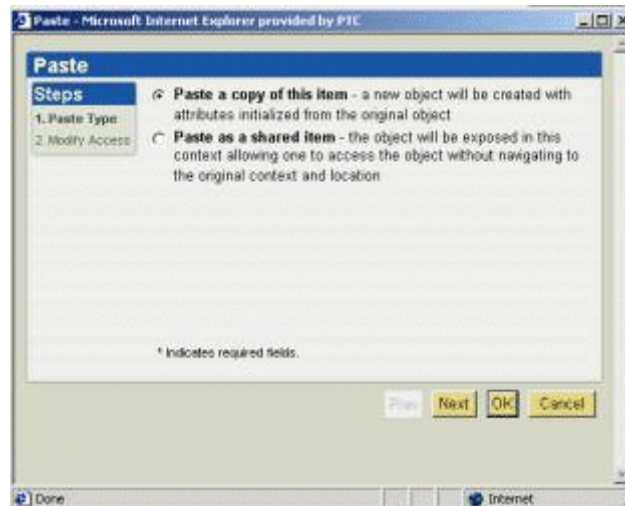 Paste - Microsoft Internet Explorer provided by PTC
Paste
Steps
1. Paste Type
2 Modify Access
Paste a copy of this item - a new object will be created with
attributes initialized from the original object
Paste as a shared item - the object will be exposed in this
context allowing one to access the object without navigating to
the original context and location
* Indicates required fields.
Prev Next OK Cancel
Done Internet